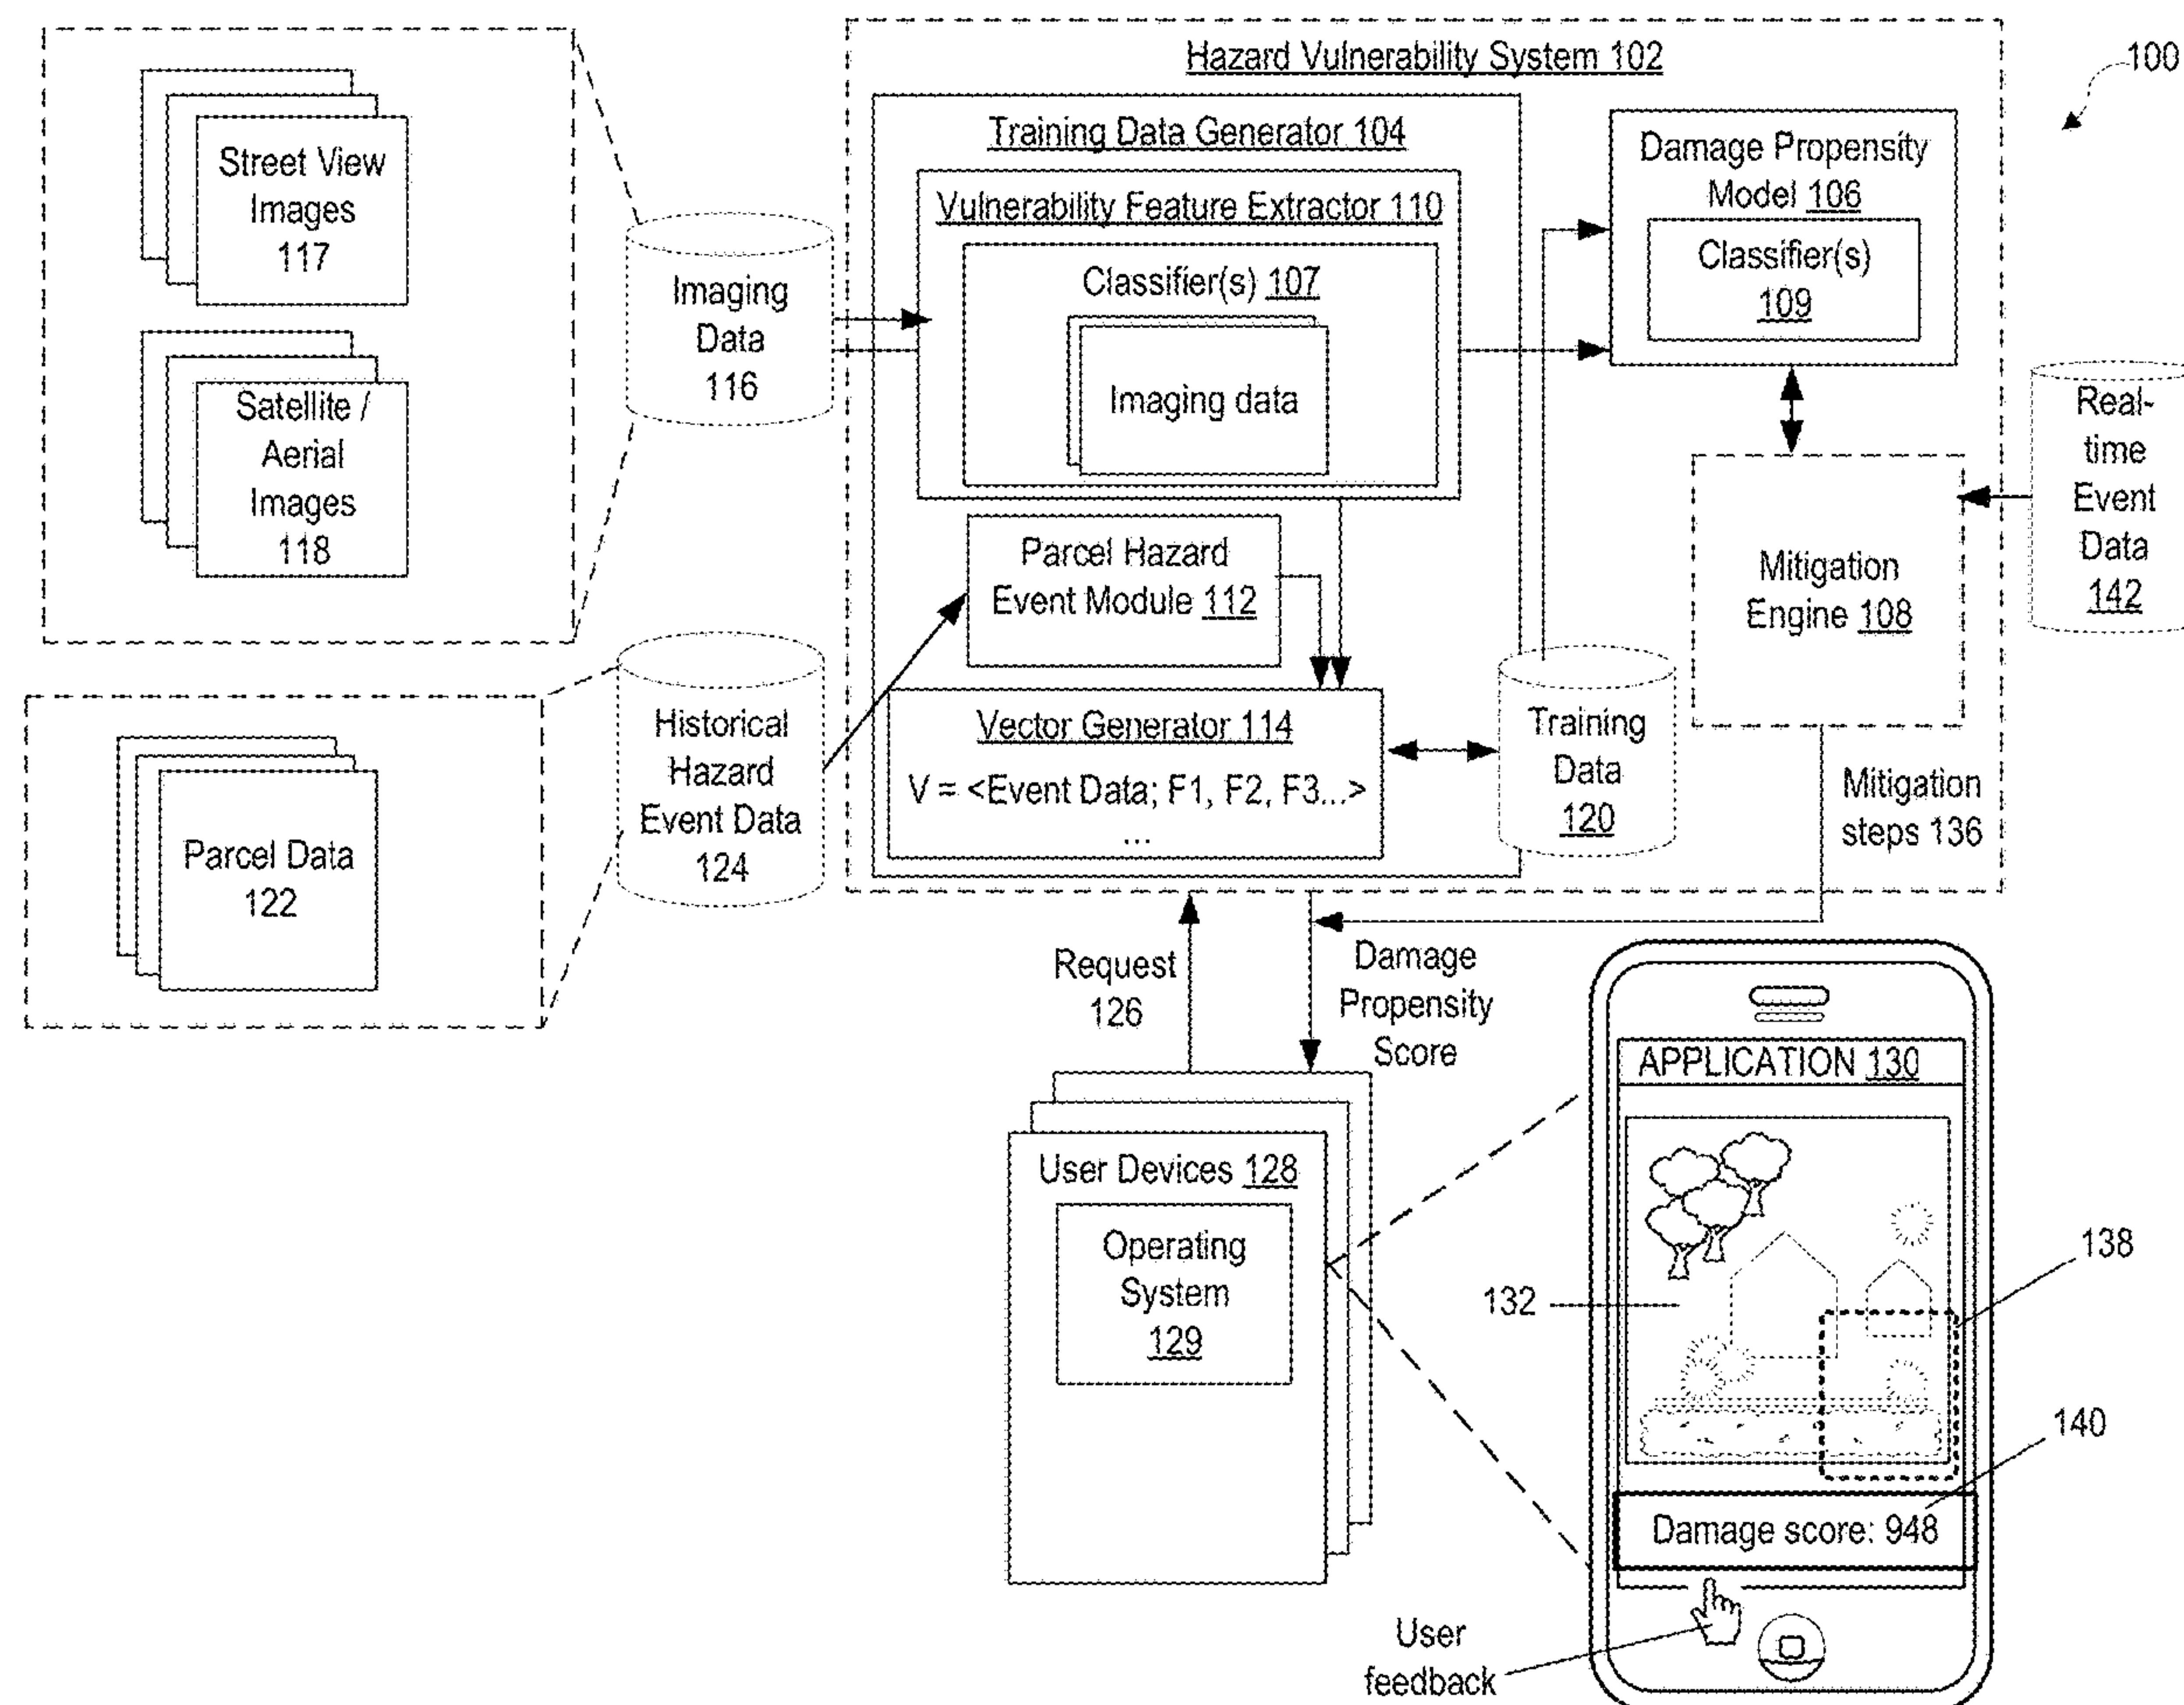 Hazard Vulnerability System 102
100
Street View
Images
117
Satellite /
Aerial
Images
118
Imaging
Data
116
Training Data Generator 104
Vulnerability Feature Extractor 110
Classifier(s) 107
Imaging data
Damage Propensity
Model 106
Classifier(s)
109
Real-
time
Event
Data
142
Mitigation
Engine 108
Parcel Hazard
Event Module 112
Parcel Data
122
Historical
Hazard
Event Data
124
Vector Generator 114
V = <Event Data; F1, F2, F3...>
...
Training
Data
120
Mitigation
steps 136
Request
126
Damage
Propensity
Score
User Devices 128
Operating
System
129
APPLICATION 130
132
138
140
Damage score: 948
User
feedback